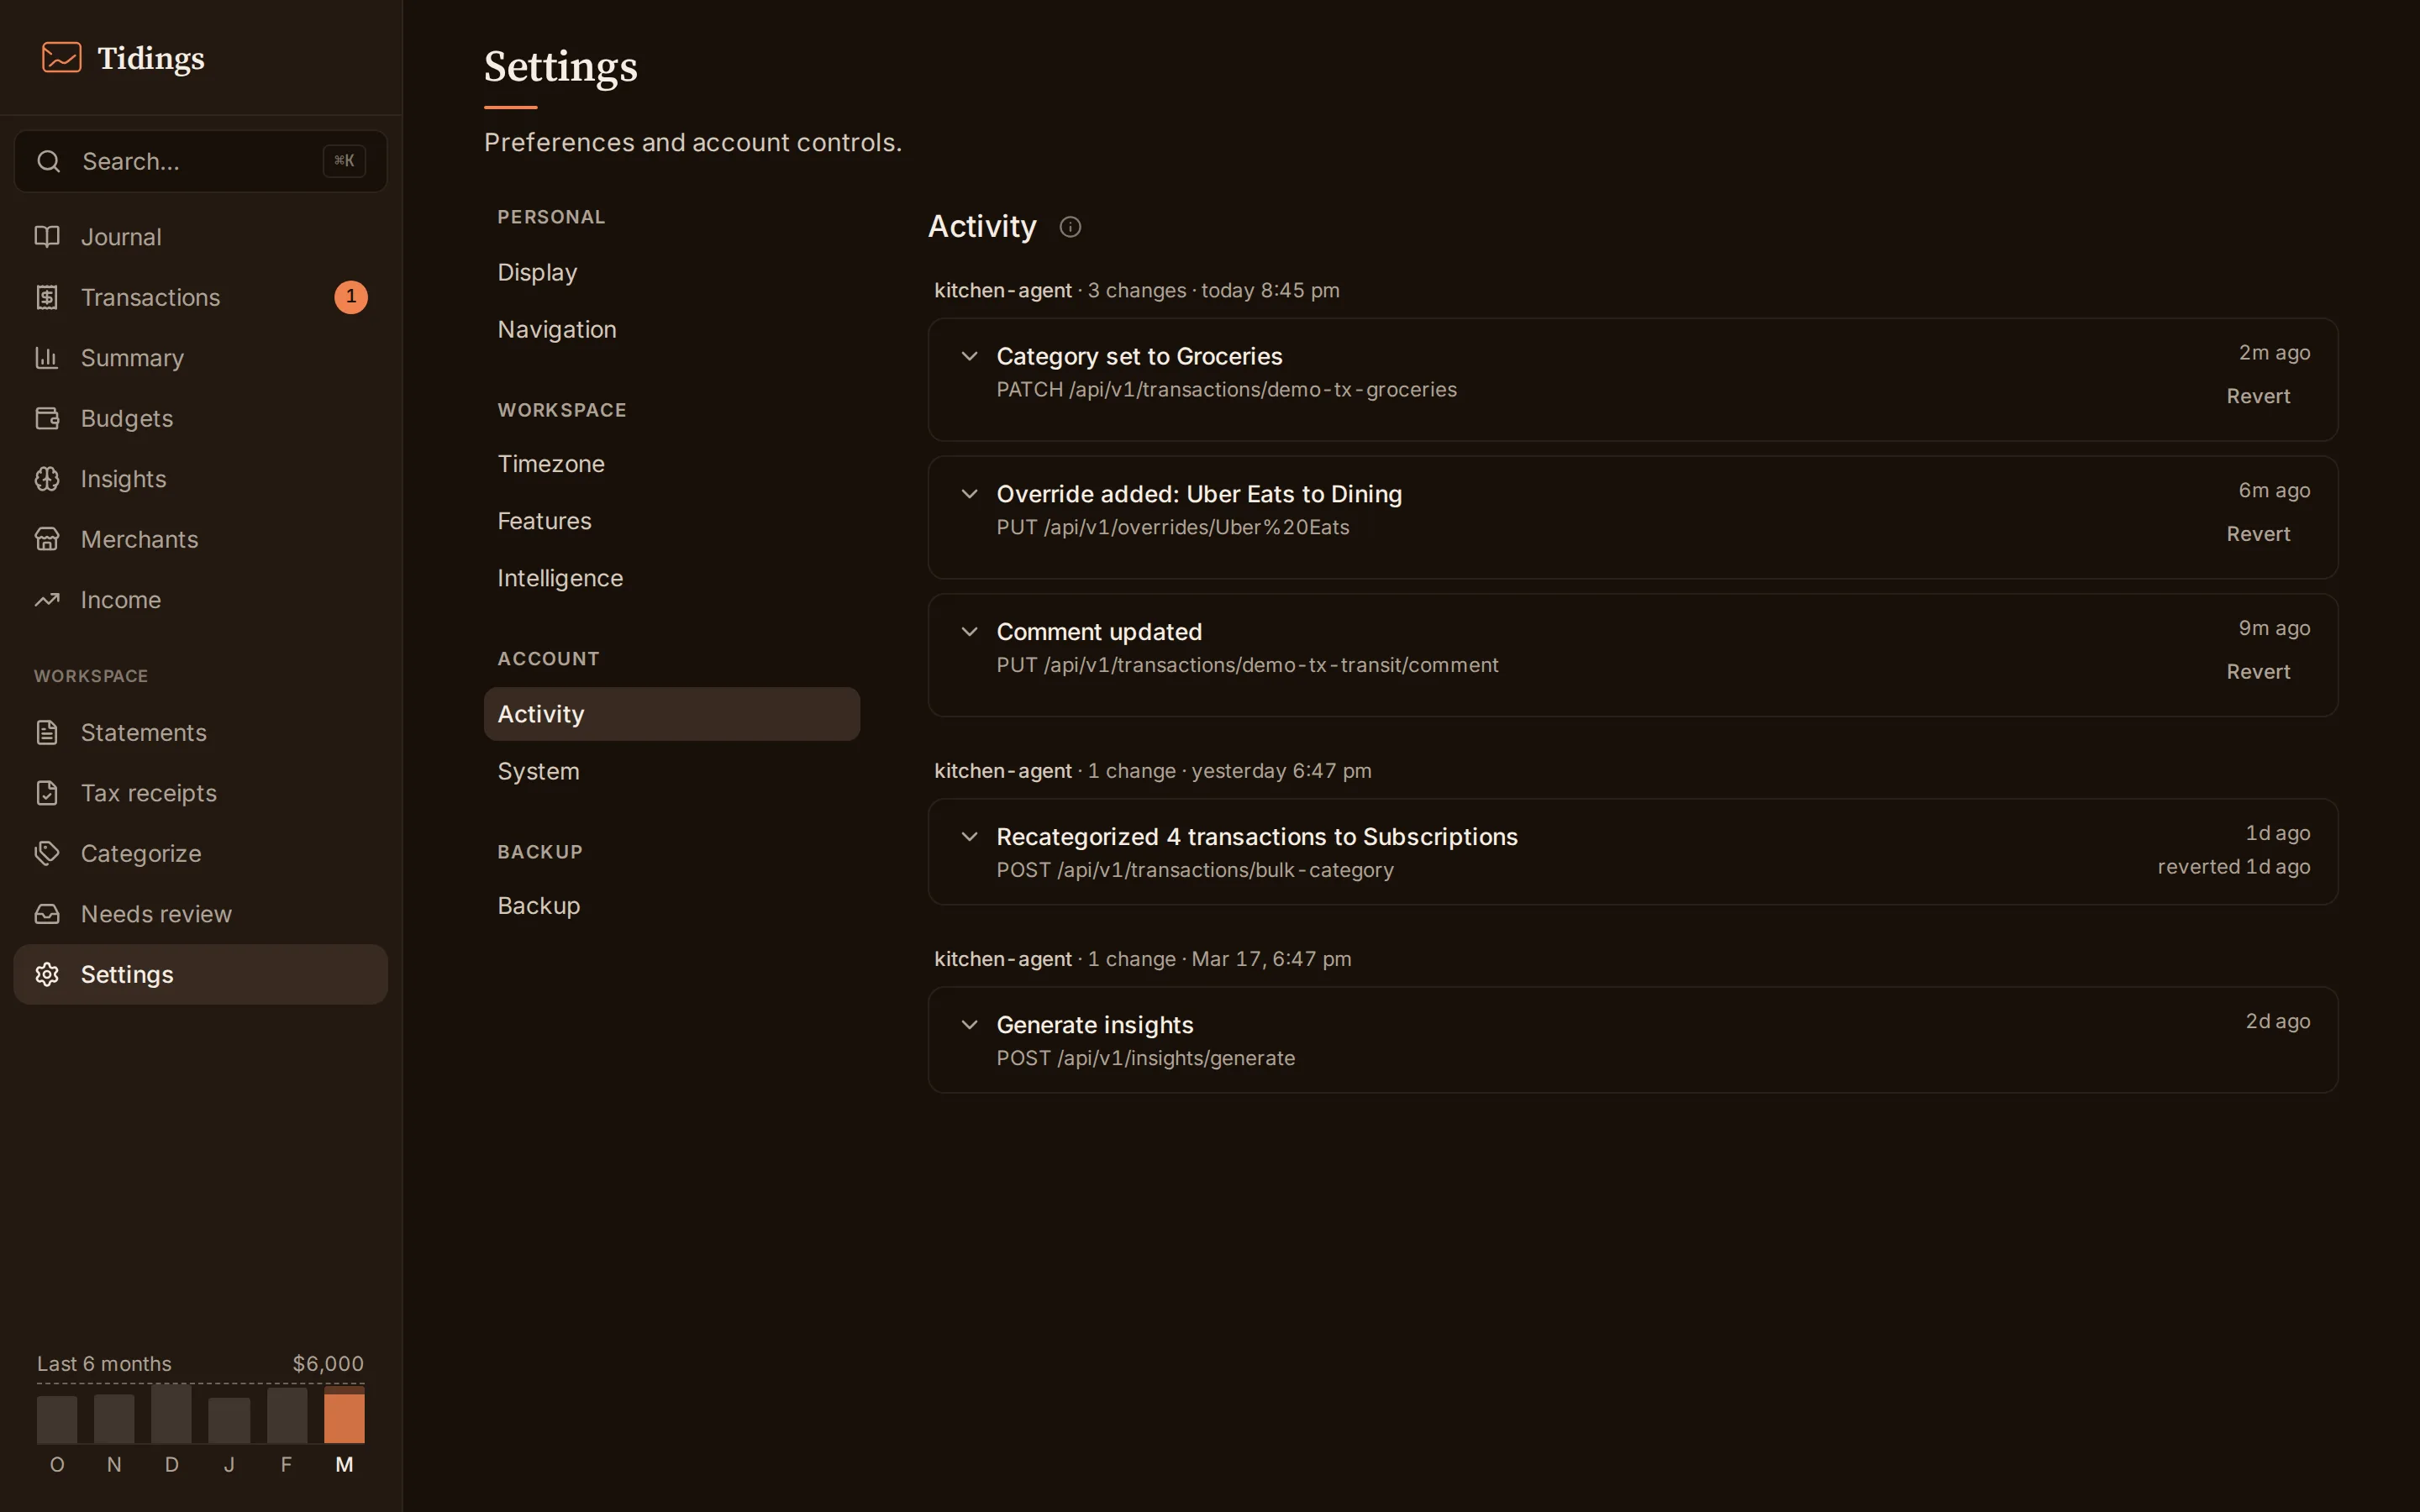 Tidings
Search...
⌘K
Journal
Transactions
1
Summary
Budgets
Insights
Merchants
Income
WORKSPACE
Statements
Tax receipts
Categorize
Needs review
Settings
Last 6 months
$6,000
O N D J F M
Settings
Preferences and account controls.
PERSONAL
Display
Navigation
WORKSPACE
Timezone
Features
Intelligence
ACCOUNT
Activity
System
BACKUP
Backup
Activity
kitchen-agent · 3 changes · today 8:45 pm
Category set to Groceries
2m ago
PATCH /api/v1/transactions/demo-tx-groceries
Revert
Override added: Uber Eats to Dining
6m ago
PUT /api/v1/overrides/Uber%20Eats
Revert
Comment updated
9m ago
PUT /api/v1/transactions/demo-tx-transit/comment
Revert
kitchen-agent · 1 change · yesterday 6:47 pm
Recategorized 4 transactions to Subscriptions
1d ago
POST /api/v1/transactions/bulk-category
reverted 1d ago
kitchen-agent · 1 change · Mar 17, 6:47 pm
Generate insights
2d ago
POST /api/v1/insights/generate